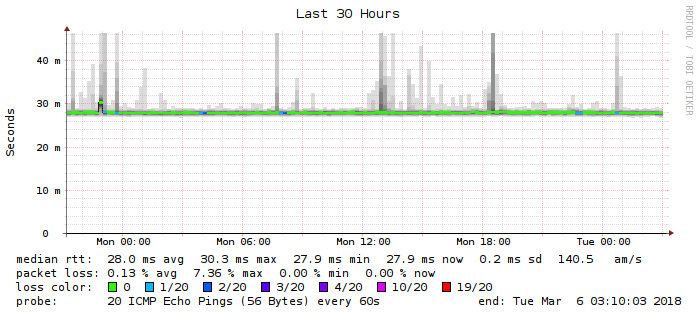 Last 30 Hours
RRDTOOL / TOBI OETIKER
Seconds
40 m
30 m
20 m
10 m
0
Mon 00:00 Mon 06:00 Mon 12:00 Mon 18:00 Tue 00:00
median rtt: 28.0 ms avg 30.3 ms max 27.9 ms min 27.9 ms now 0.2 ms sd 140.5 am/s
packet loss: 0.13 % avg 7.36 % max 0.00 % min 0.00 % now
loss color: 0 1/20 2/20 3/20 4/20 10/20 19/20
probe: 20 ICMP Echo Pings (56 Bytes) every 60s end: Tue Mar 6 03:10:03 2018